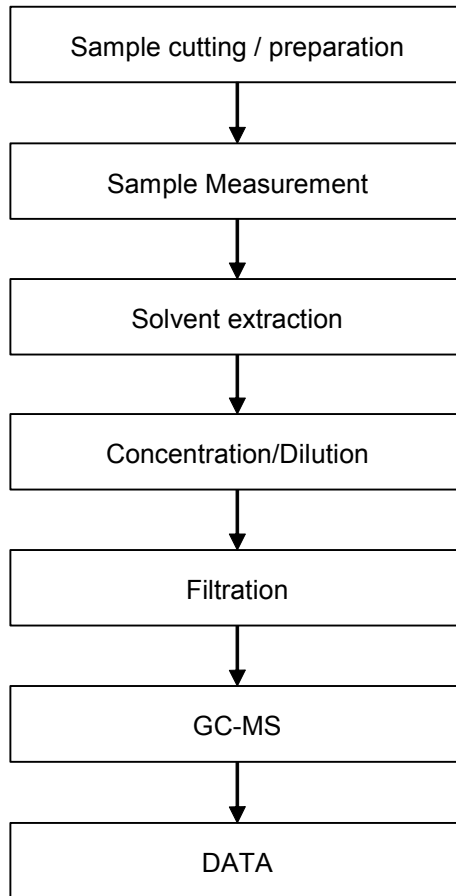 Sample cutting / preparation
Sample Measurement
Solvent extraction
Concentration/Dilution
Filtration
GC-MS
DATA